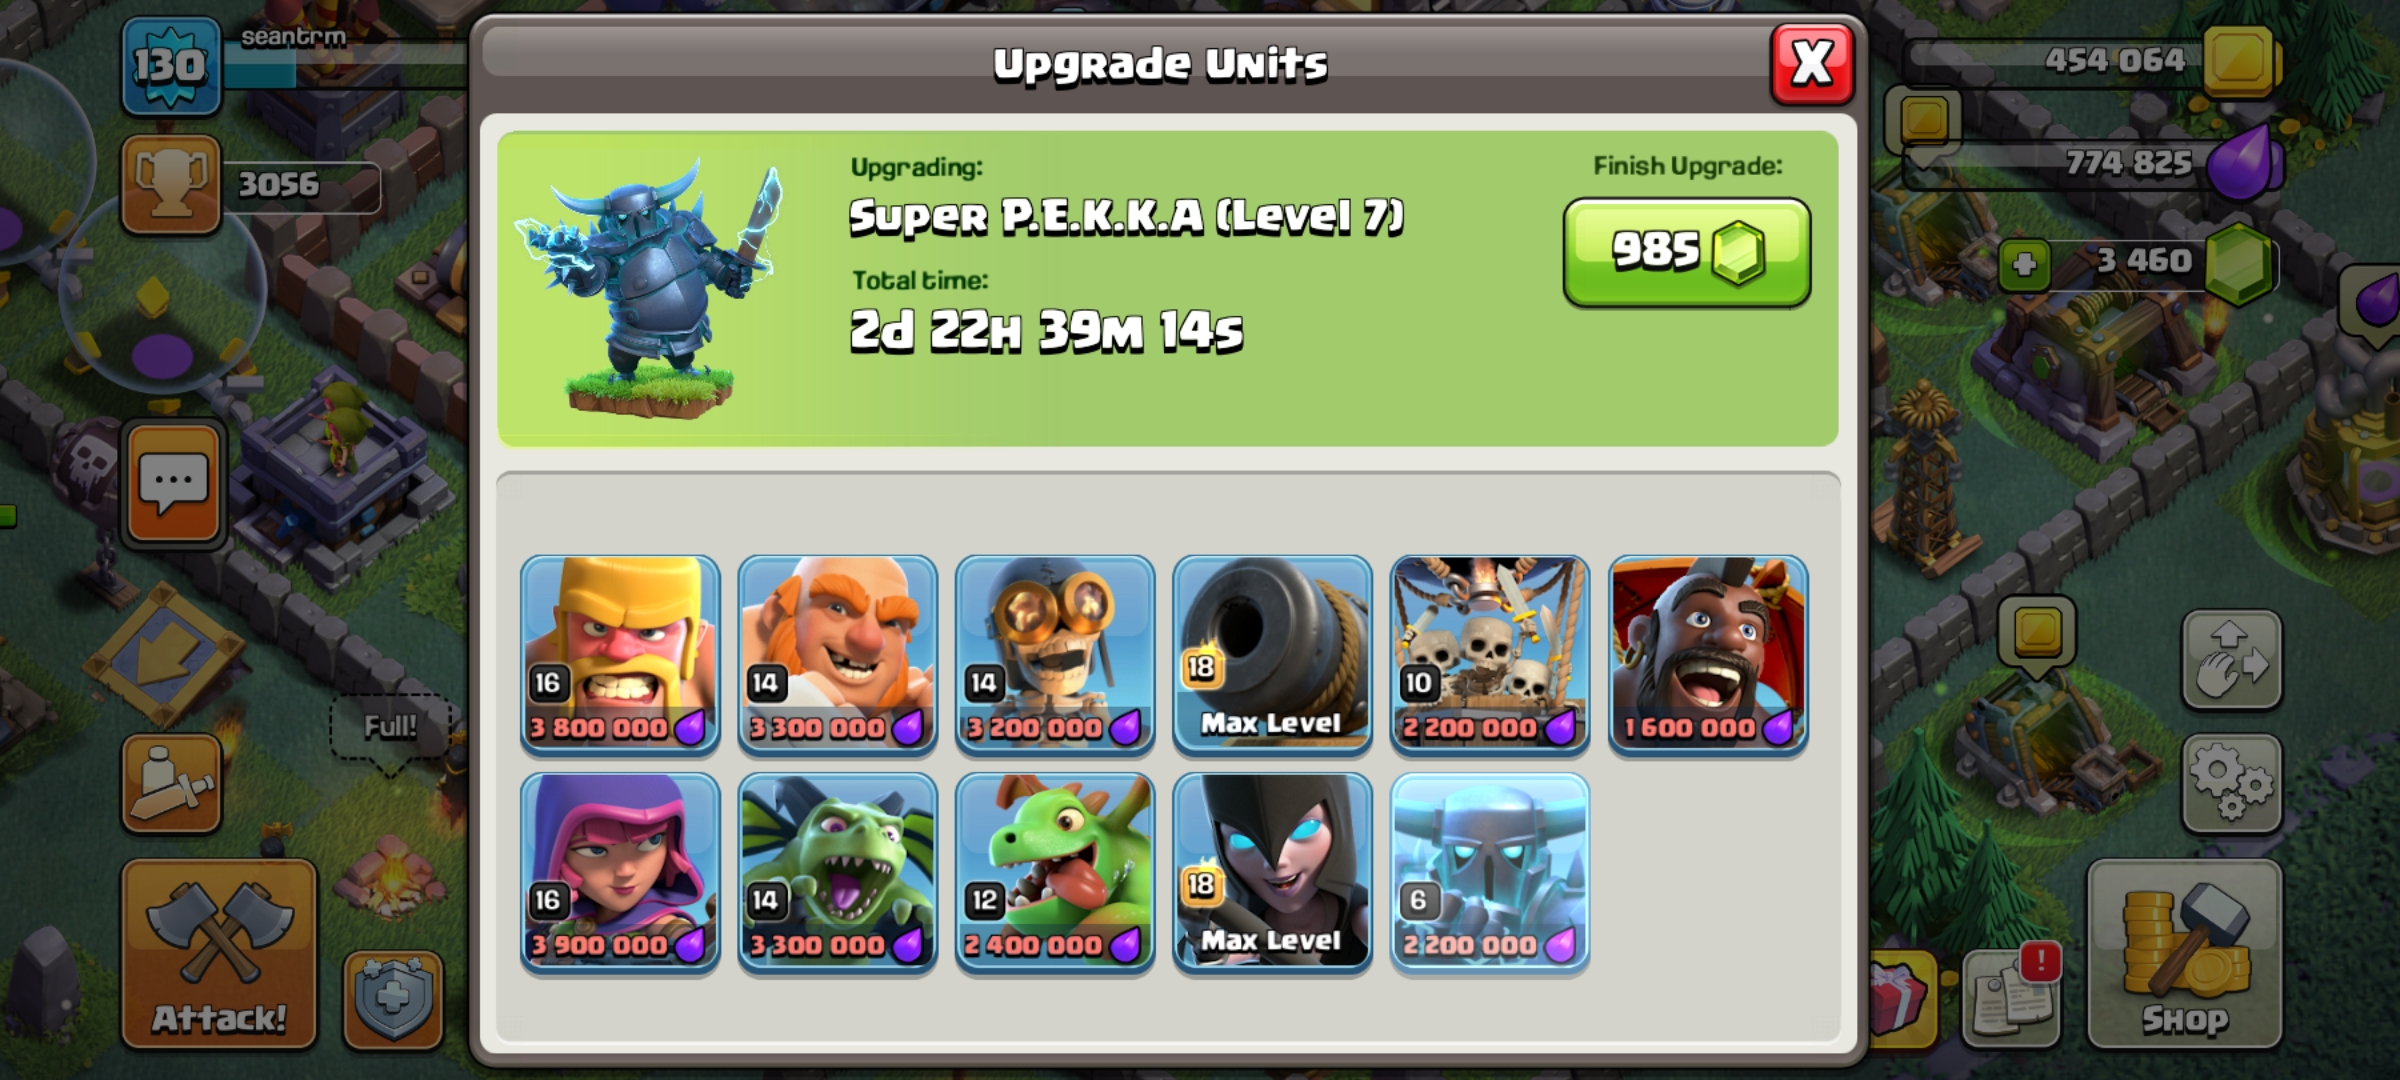 130
seantrm
Upgrade Units
X
454 064
3056
Upgrading:
Super P.E.K.K.A (Level 7)
Total time:
2d 22H 39M 14s
Finish Upgrade:
985
774 825
3 460
16
3 800 000
14
3 300 000
14
3 200 000
18
Max Level
10
2 200 000
1 600 000
Full!
16
3 900 000
14
3 300 000
12
2 400 000
18
Max Level
6
2 200 000
Attack!
!
Shop